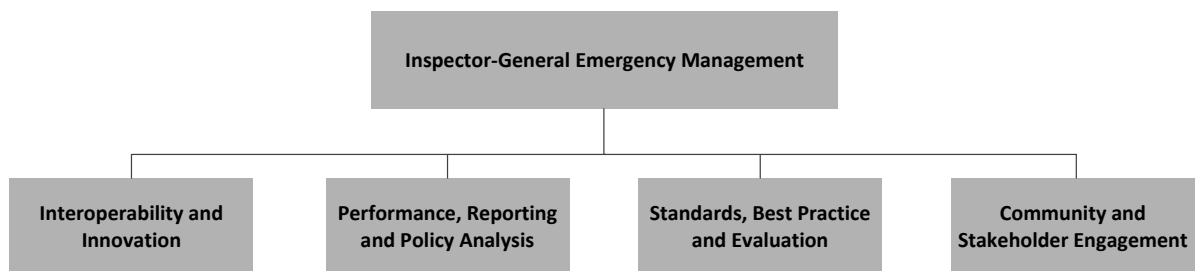 Inspector-General Emergency Management
Interoperability and
Innovation
Performance, Reporting
and Policy Analysis
Standards, Best Practice
and Evaluation
Community and
Stakeholder Engagement